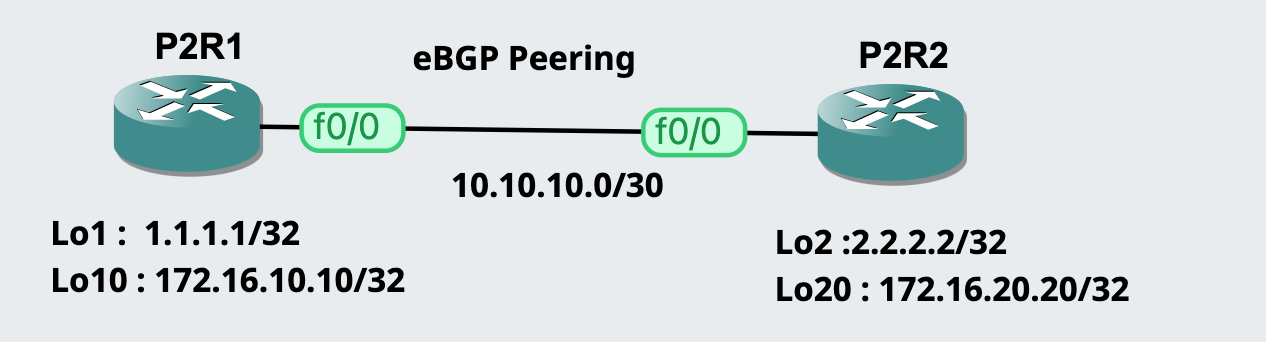 P2R1
eBGP Peering
P2R2
f0/0
f0/0
10.10.10.0/30
Lo1 :  1.1.1.1/32
Lo10 : 172.16.10.10/32
Lo2 :2.2.2.2/32
Lo20 : 172.16.20.20/32